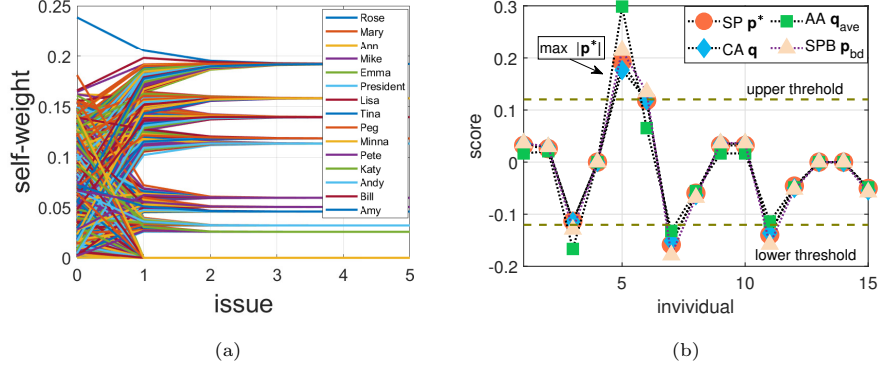 0.25
0.2
0.15
0.1
0.05
0
self-weight
0 1 2 3 4 5
issue
Rose
Mary
Ann
Mike
Emma
President
Lisa
Tina
Peg
Minna
Pete
Katy
Andy
Bill
Amy
(a)
0.3
0.2
0.1
0
-0.1
-0.2
score
SP p* AA q_ave
CA q SPB p_bd
max |p*|
upper threhold
lower threshold
5 10 15
invividual
(b)